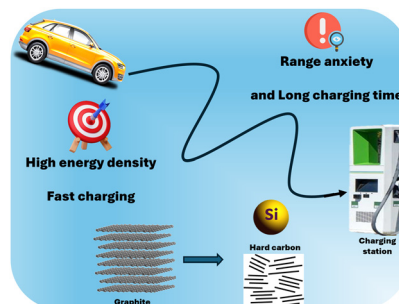 Range anxiety
and Long charging time
High energy density
Fast charging
Si
Hard carbon
Charging
station
Graphite